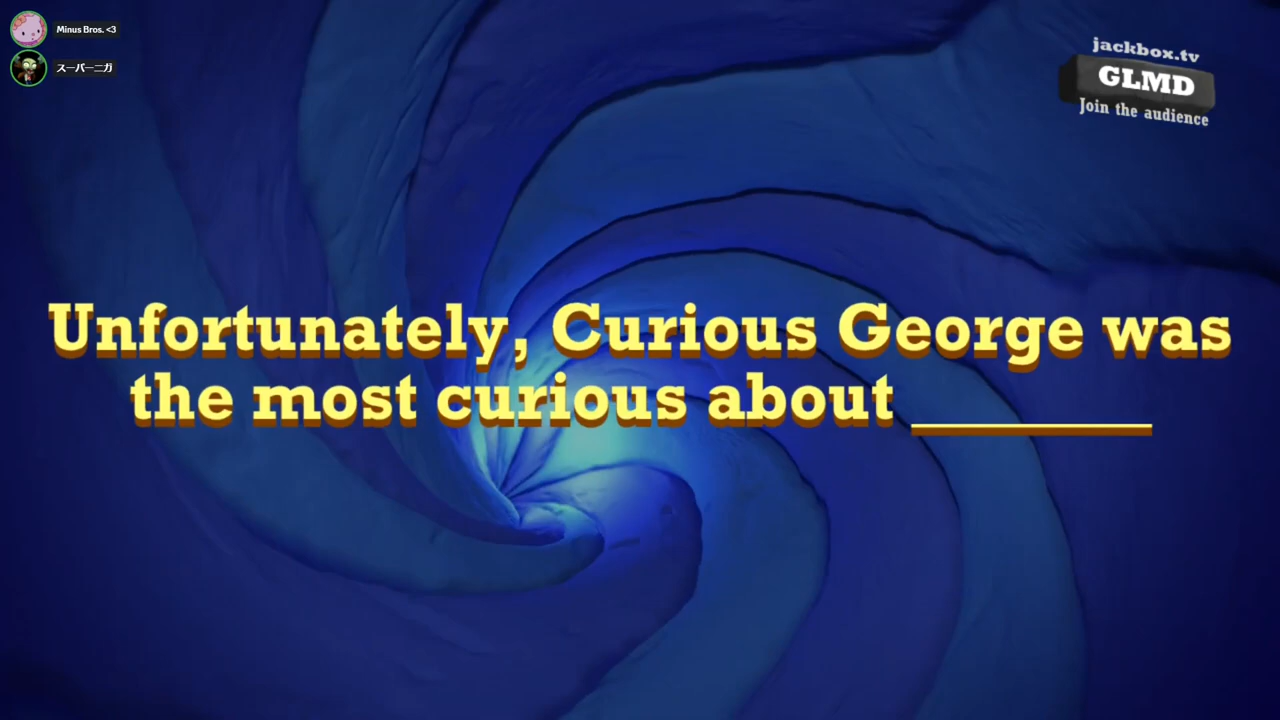 Minus Bros. <3
スーパーニガ
jackbox.tv
GLMD
Join the audience
Unfortunately, Curious George was
the most curious about ________